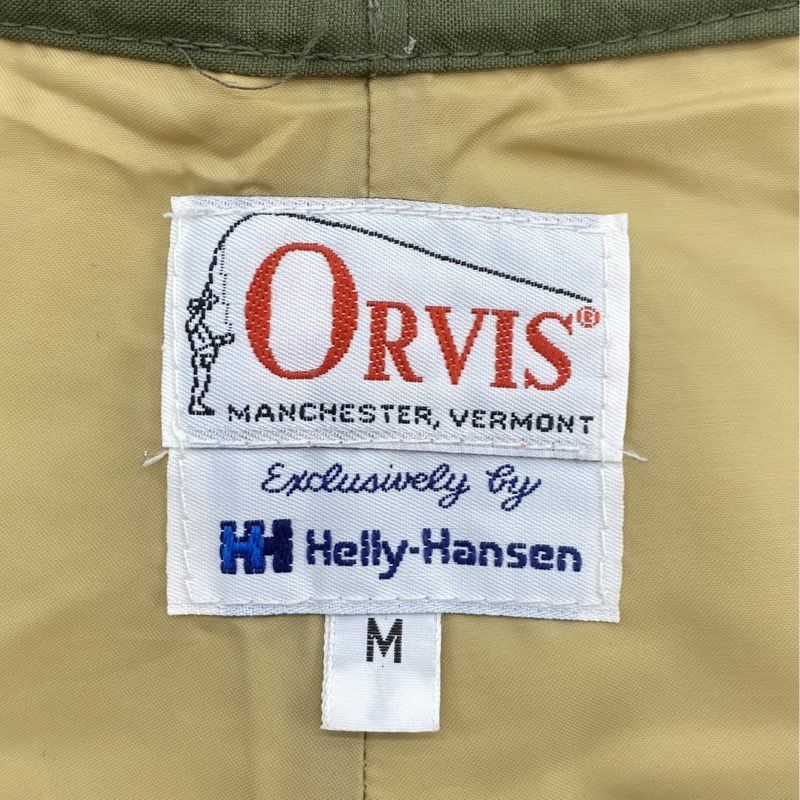 ORVIS®
MANCHESTER, VERMONT
Exclusively by
HH Helly-Hansen
M